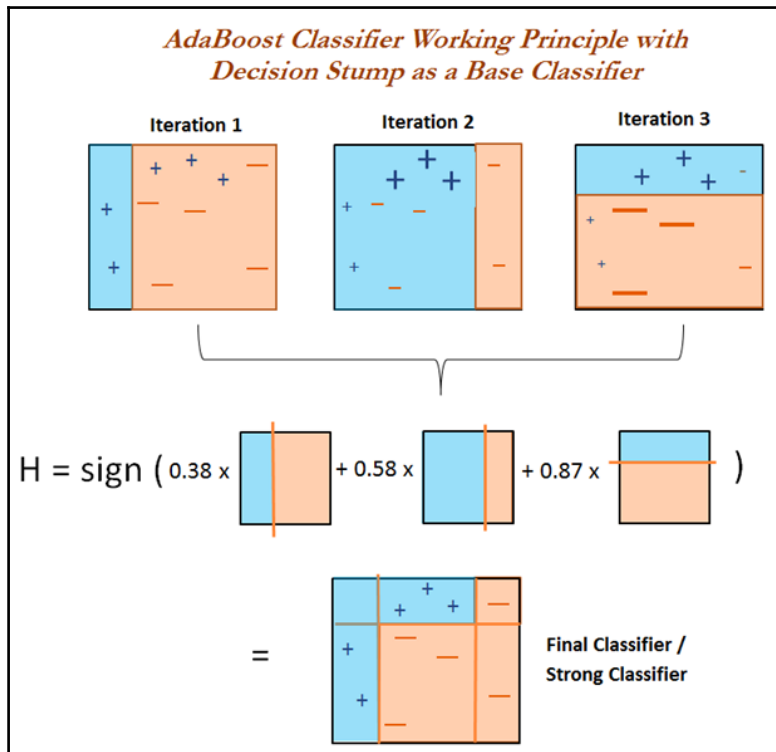 AdaBoost Classifier Working Principle with
Decision Stump as a Base Classifier
Iteration 1
Iteration 2
Iteration 3
H = sign ( 0.38 x + 0.58 x + 0.87 x )
=
Final Classifier /
Strong Classifier